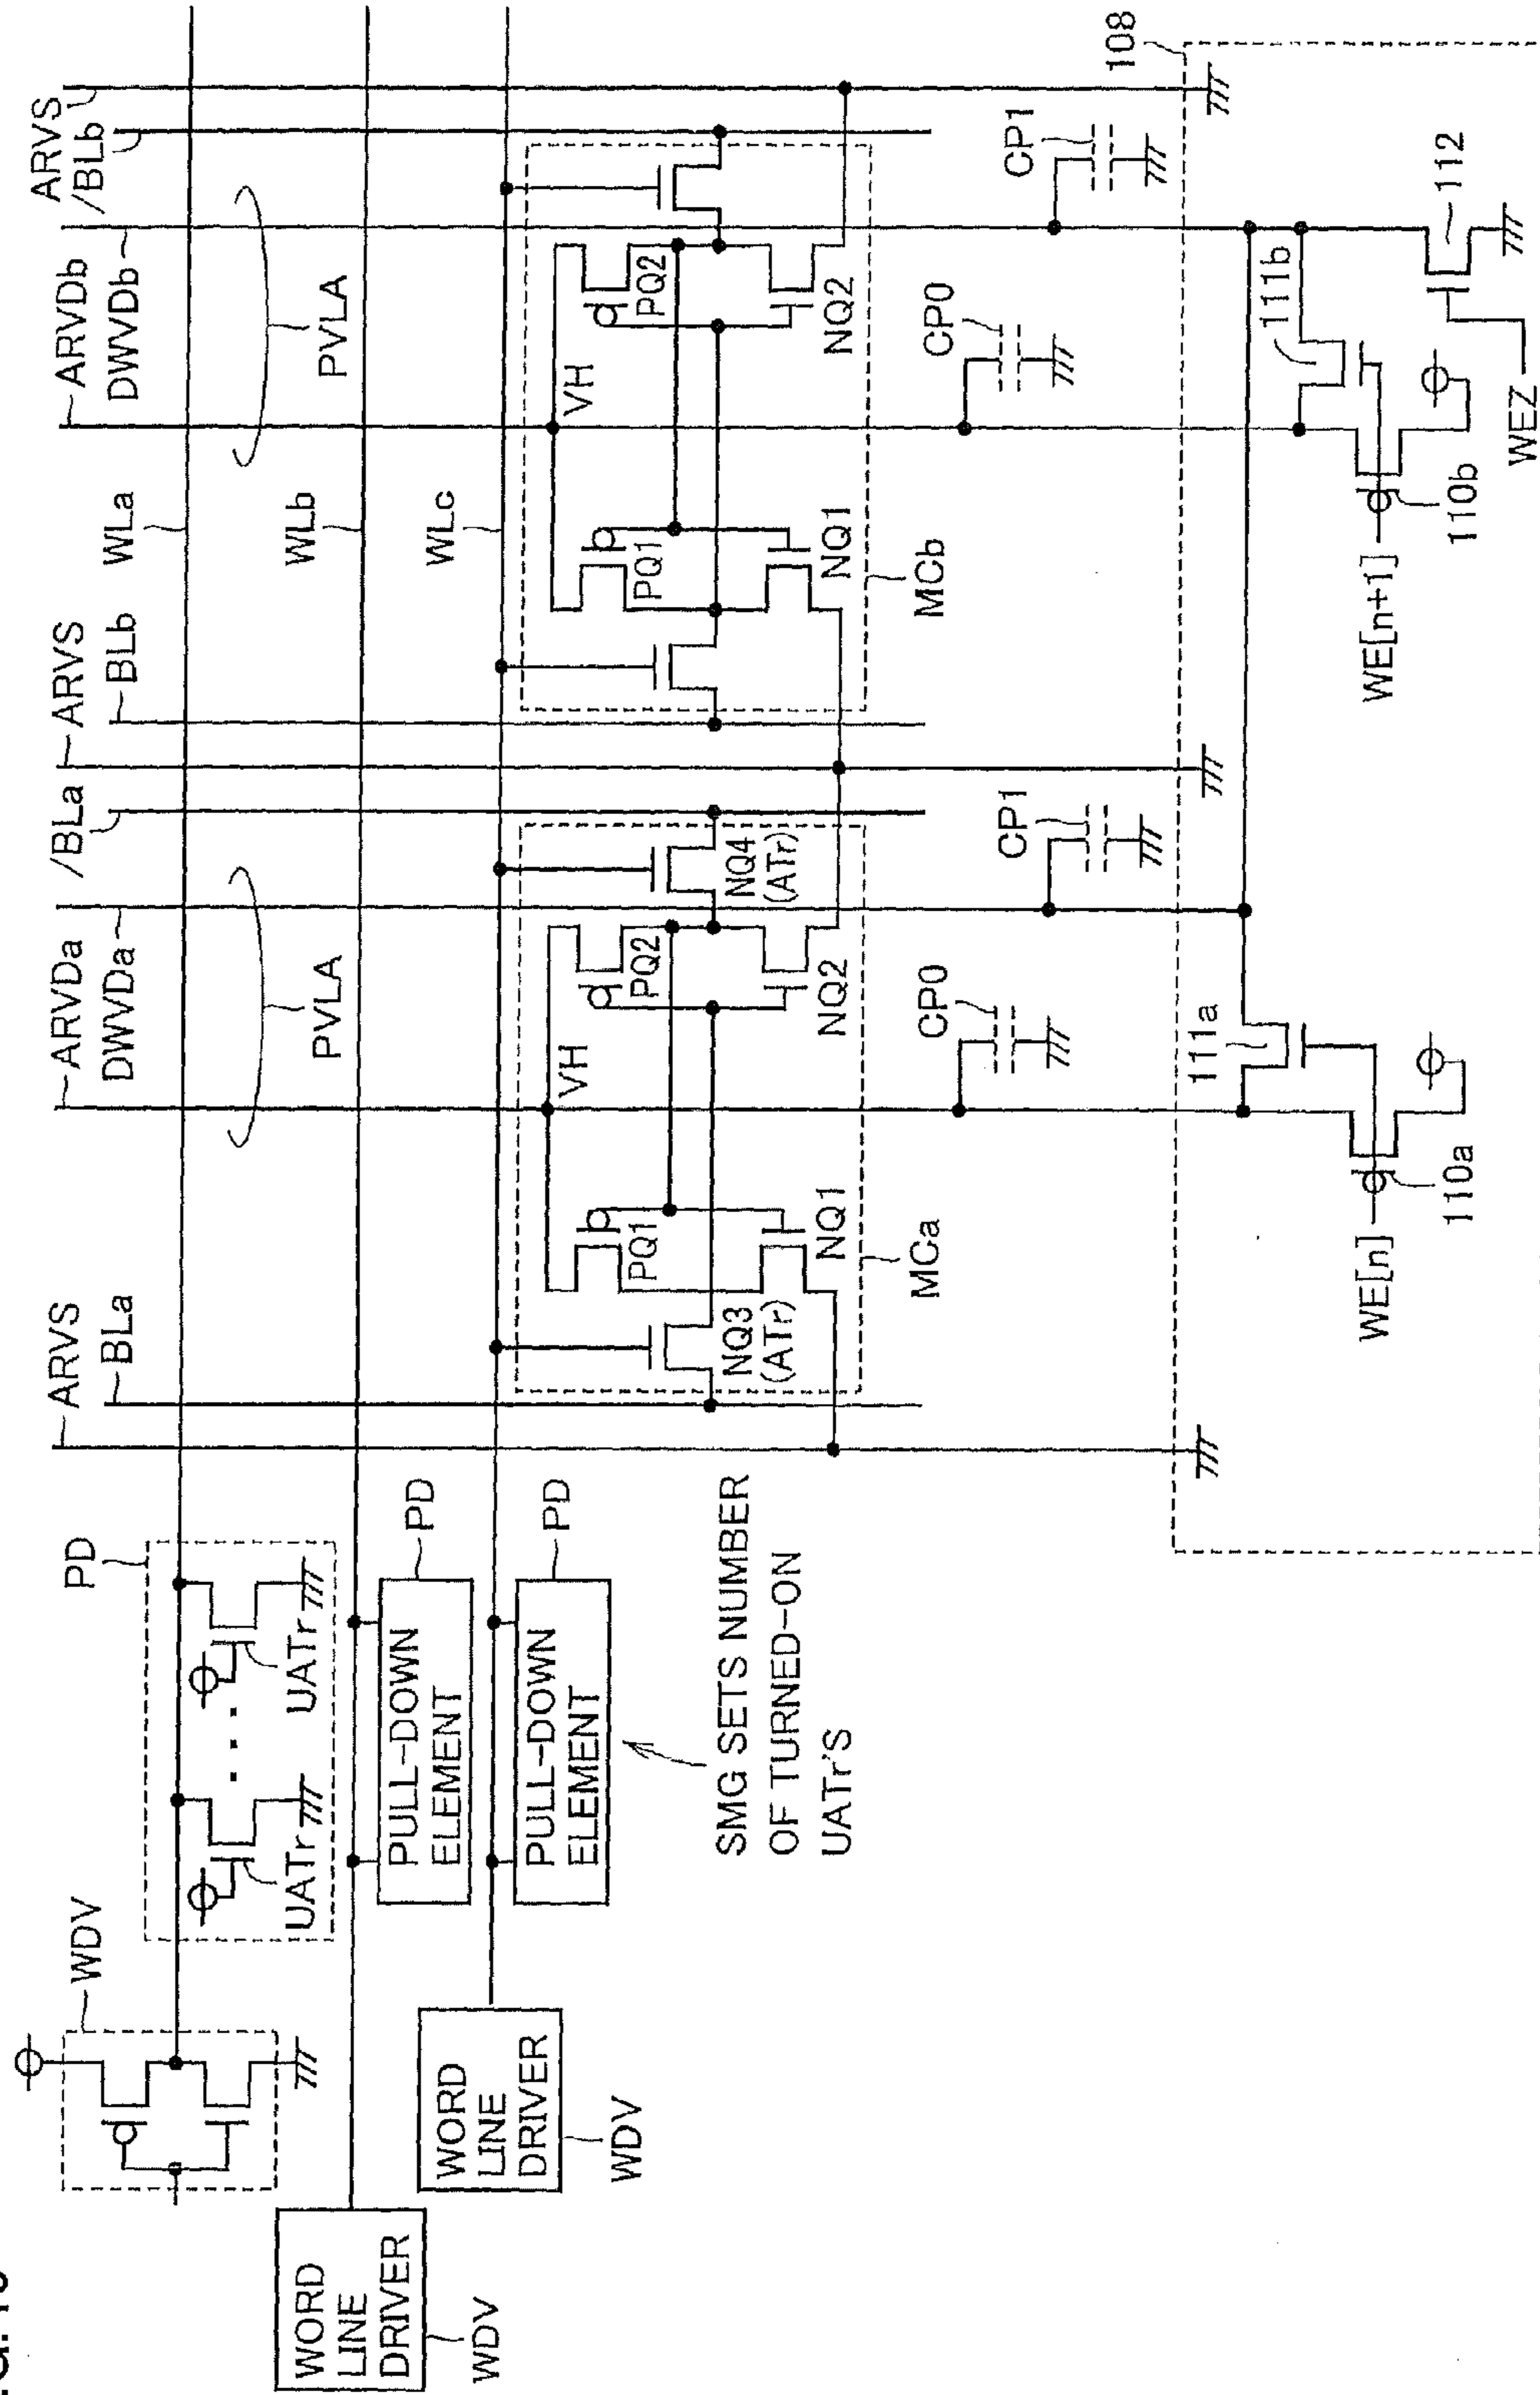 WDV
PD
UATr
UATr
WORD
LINE
DRIVER
WDV
WORD
LINE
DRIVER
WDV
PULL-DOWN
ELEMENT
PD
PULL-DOWN
ELEMENT
PD
SMG SETS NUMBER
OF TURNED-ON
UATr'S
ARVS
BLa
ARVDa
DWVDa
/BLa
ARVS
BLb
ARVDb
DWVDb
ARVS
/BLb
PVLA
PVLA
WLa
WLb
WLc
VH
PQ1
PQ2
NQ3
(ATr)
NQ4
(ATr)
NQ1
NQ2
MCa
VH
PQ1
PQ2
NQ1
NQ2
MCb
CP0
CP1
CP0
CP1
108
111a
111b
112
WE[n]
110a
WE[n+1]
110b
WEZ